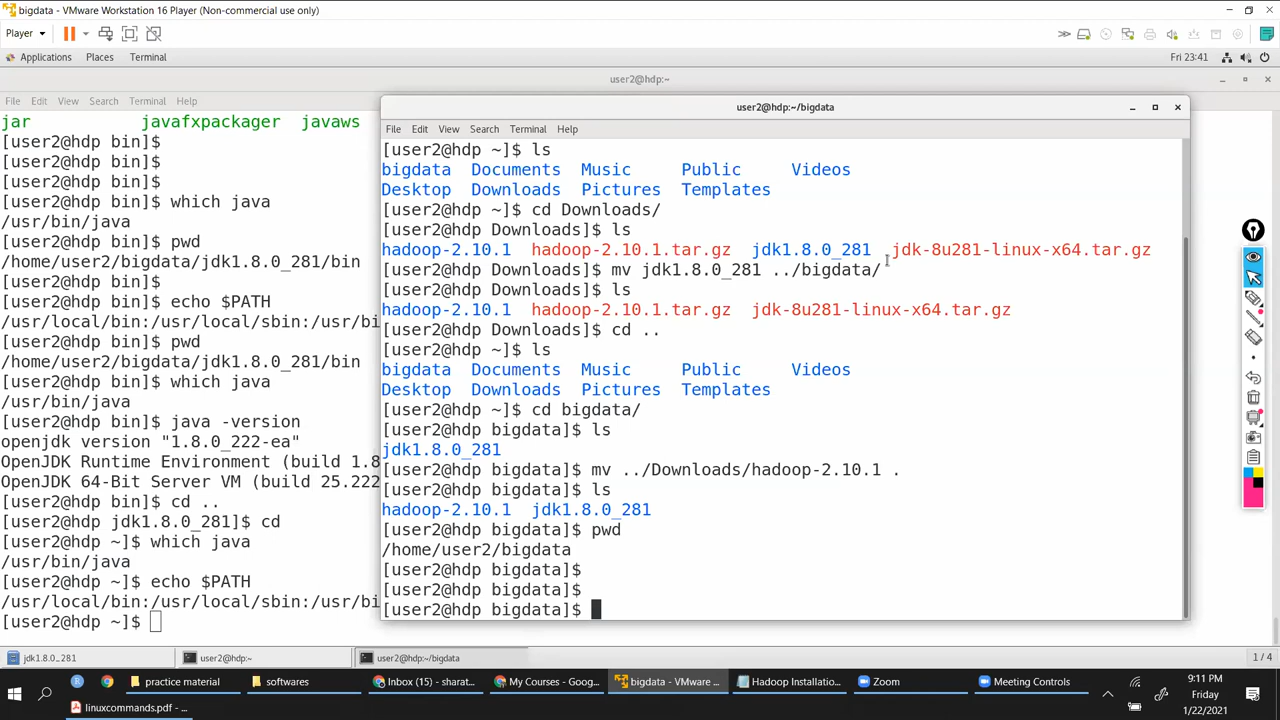 bigdata - VMware Workstation 16 Player (Non-commercial use only)
Player
Applications Places Terminal Fri 23:41
user2@hdp:~
File Edit View Search Terminal Help
jar javafxpackager javaws
[user2@hdp bin]$
[user2@hdp bin]$
[user2@hdp bin]$
[user2@hdp bin]$ which java
/usr/bin/java
[user2@hdp bin]$ pwd
/home/user2/bigdata/jdk1.8.0_281/bin
[user2@hdp bin]$
[user2@hdp bin]$ echo $PATH
/usr/local/bin:/usr/local/sbin:/usr/bi
[user2@hdp bin]$ pwd
/home/user2/bigdata/jdk1.8.0_281/bin
[user2@hdp bin]$ which java
/usr/bin/java
[user2@hdp bin]$ java -version
openjdk version "1.8.0_222-ea"
OpenJDK Runtime Environment (build 1.8
OpenJDK 64-Bit Server VM (build 25.222
[user2@hdp bin]$ cd ..
[user2@hdp jdk1.8.0_281]$ cd
[user2@hdp ~]$ which java
/usr/bin/java
[user2@hdp ~]$ echo $PATH
/usr/local/bin:/usr/local/sbin:/usr/bi
[user2@hdp ~]$
user2@hdp:~/bigdata
File Edit View Search Terminal Help
[user2@hdp ~]$ ls
bigdata Documents Music Public Videos
Desktop Downloads Pictures Templates
[user2@hdp ~]$ cd Downloads/
[user2@hdp Downloads]$ ls
hadoop-2.10.1 hadoop-2.10.1.tar.gz jdk1.8.0_281 jdk-8u281-linux-x64.tar.gz
[user2@hdp Downloads]$ mv jdk1.8.0_281 ../bigdata/
[user2@hdp Downloads]$ ls
hadoop-2.10.1 hadoop-2.10.1.tar.gz jdk-8u281-linux-x64.tar.gz
[user2@hdp Downloads]$ cd ..
[user2@hdp ~]$ ls
bigdata Documents Music Public Videos
Desktop Downloads Pictures Templates
[user2@hdp ~]$ cd bigdata/
[user2@hdp bigdata]$ ls
jdk1.8.0_281
[user2@hdp bigdata]$ mv ../Downloads/hadoop-2.10.1 .
[user2@hdp bigdata]$ ls
hadoop-2.10.1 jdk1.8.0_281
[user2@hdp bigdata]$ pwd
/home/user2/bigdata
[user2@hdp bigdata]$
[user2@hdp bigdata]$
[user2@hdp bigdata]$
jdk1.8.0_281 user2@hdp:~ user2@hdp:~/bigdata 1 / 4
practice material softwares Inbox (15) - sharat... My Courses - Goog... bigdata - VMware ... Hadoop Installatio... Zoom Meeting Controls
linuxcommands.pdf - ...
9:11 PM
Friday
1/22/2021